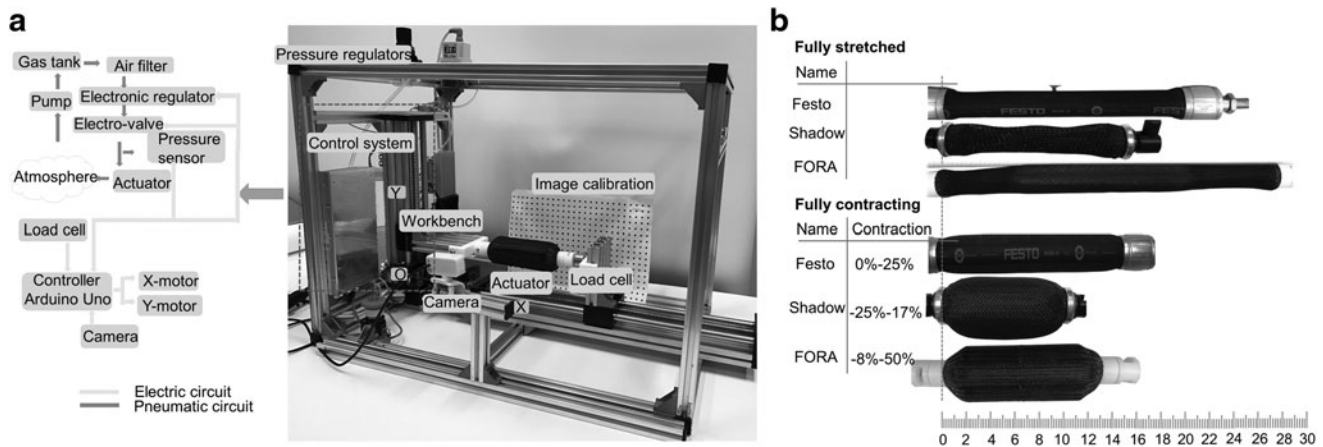 a
Gas tank
Air filter
Pump
Electronic regulator
Electro-valve
Pressure
sensor
Atmosphere
Actuator
Load cell
Controller
Arduino Uno
X-motor
Y-motor
Camera
Electric circuit
Pneumatic circuit
Pressure regulators
Control system
Y
Image calibration
Workbench
O
Actuator
Load cell
Camera
X
b
Fully stretched
Name
Festo
FESTO
FESTO
Shadow
FORA
Fully contracting
Name Contraction
Festo 0%-25%
FESTO
Shadow -25%-17%
FORA -8%-50%
0 2 4 6 8 10 12 14 16 18 20 22 24 26 28 30